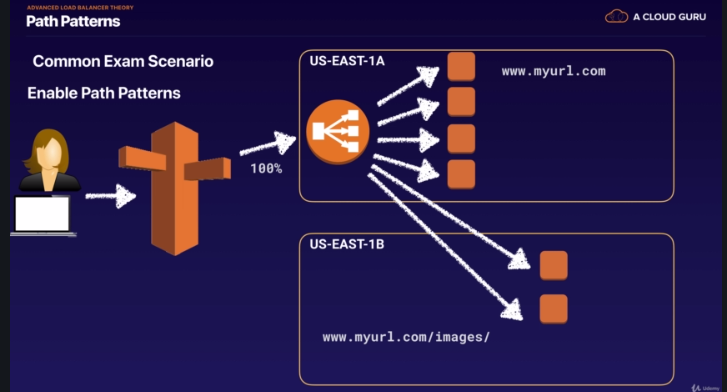 ADVANCED LOAD BALANCER THEORY
Path Patterns
A CLOUD GURU
Common Exam Scenario
Enable Path Patterns
US-EAST-1A
www.myurl.com
100%
US-EAST-1B
www.myurl.com/images/
Udemy